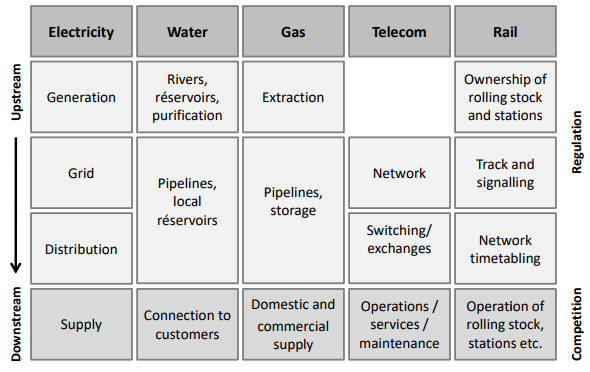 Electricity
Water
Gas
Telecom
Rail
Upstream
Generation
Rivers,
réservoirs,
purification
Extraction
Ownership of
rolling stock
and stations
Regulation
Grid
Pipelines,
local
réservoirs
Pipelines,
storage
Network
Track and
signalling
Distribution
Switching/
exchanges
Network
timetabling
Downstream
Supply
Connection to
customers
Domestic and
commercial
supply
Operations /
services /
maintenance
Operation of
rolling stock,
stations etc.
Competition